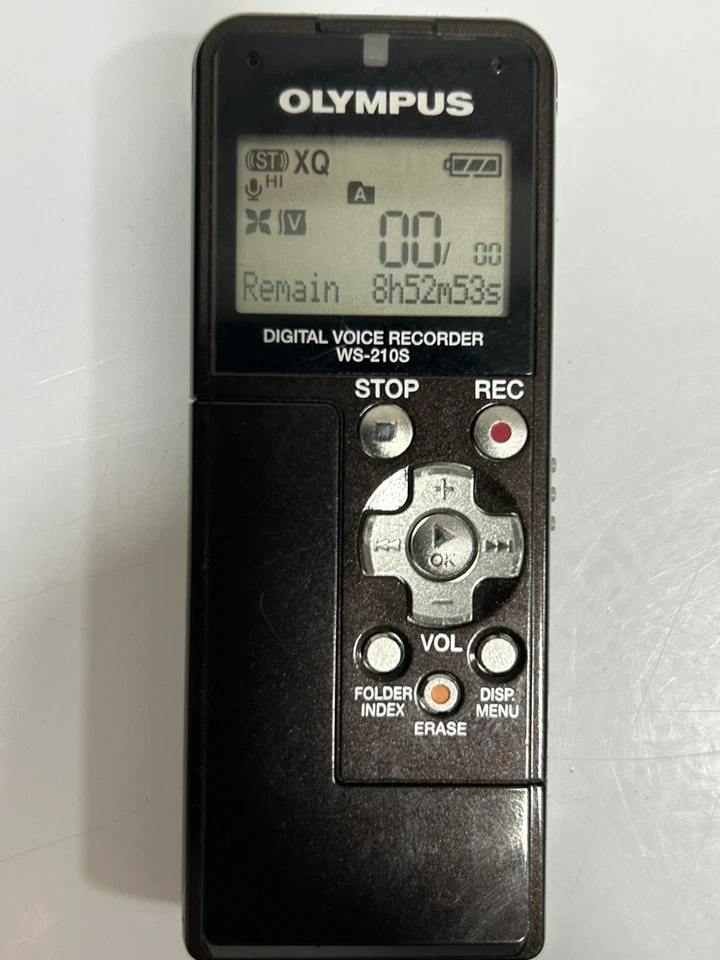 OLYMPUS
(ST) XQ
HI
A
V
00/ 00
Remain 8h52m53s
DIGITAL VOICE RECORDER
WS-210S
STOP REC
+
OK
−
VOL
FOLDER INDEX
DISP. MENU
ERASE